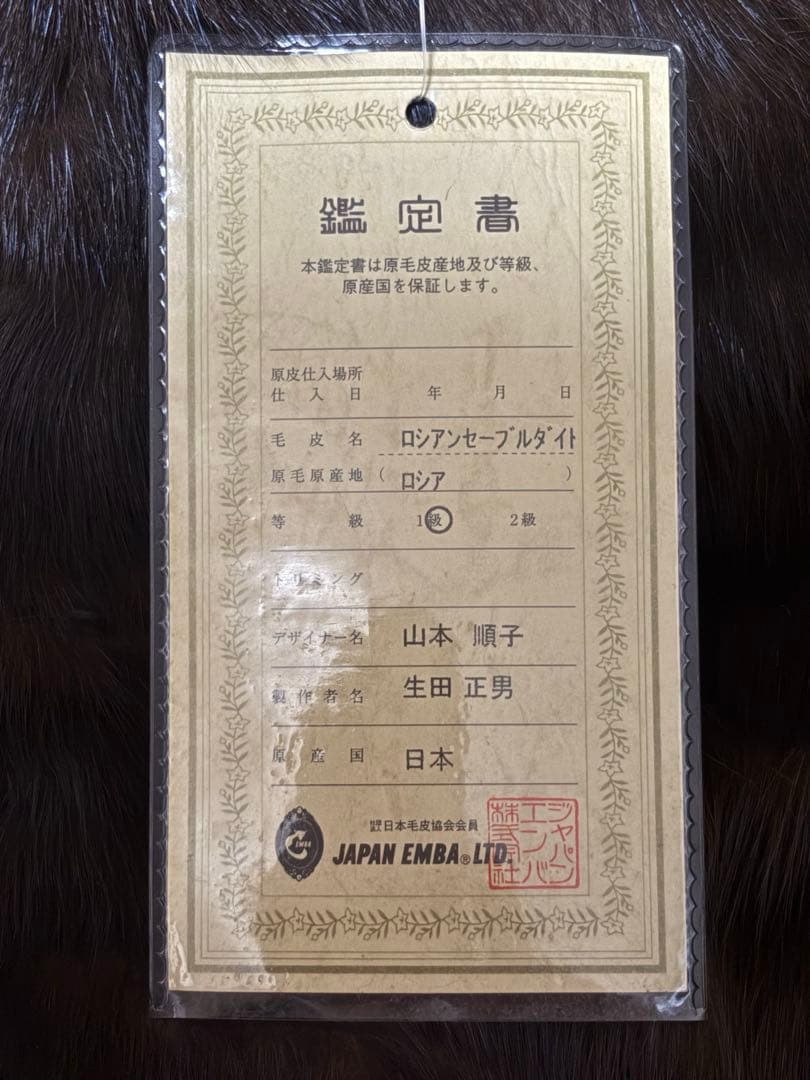 鑑定書
本鑑定書は原毛皮産地及び等級、
原産国を保証します。
原皮仕入場所
仕入日 年 月 日
毛皮名 ロシアンセーブルダイト
原毛原産地 ( ロシア )
等級 1級 2級
トリミング
デザイナー名 山本 順子
製作者名 生田 正男
原産国 日本
日本毛皮協会会員
EMBA
JAPAN EMBA® LTD.
ジャパン
エンバ
株式会社